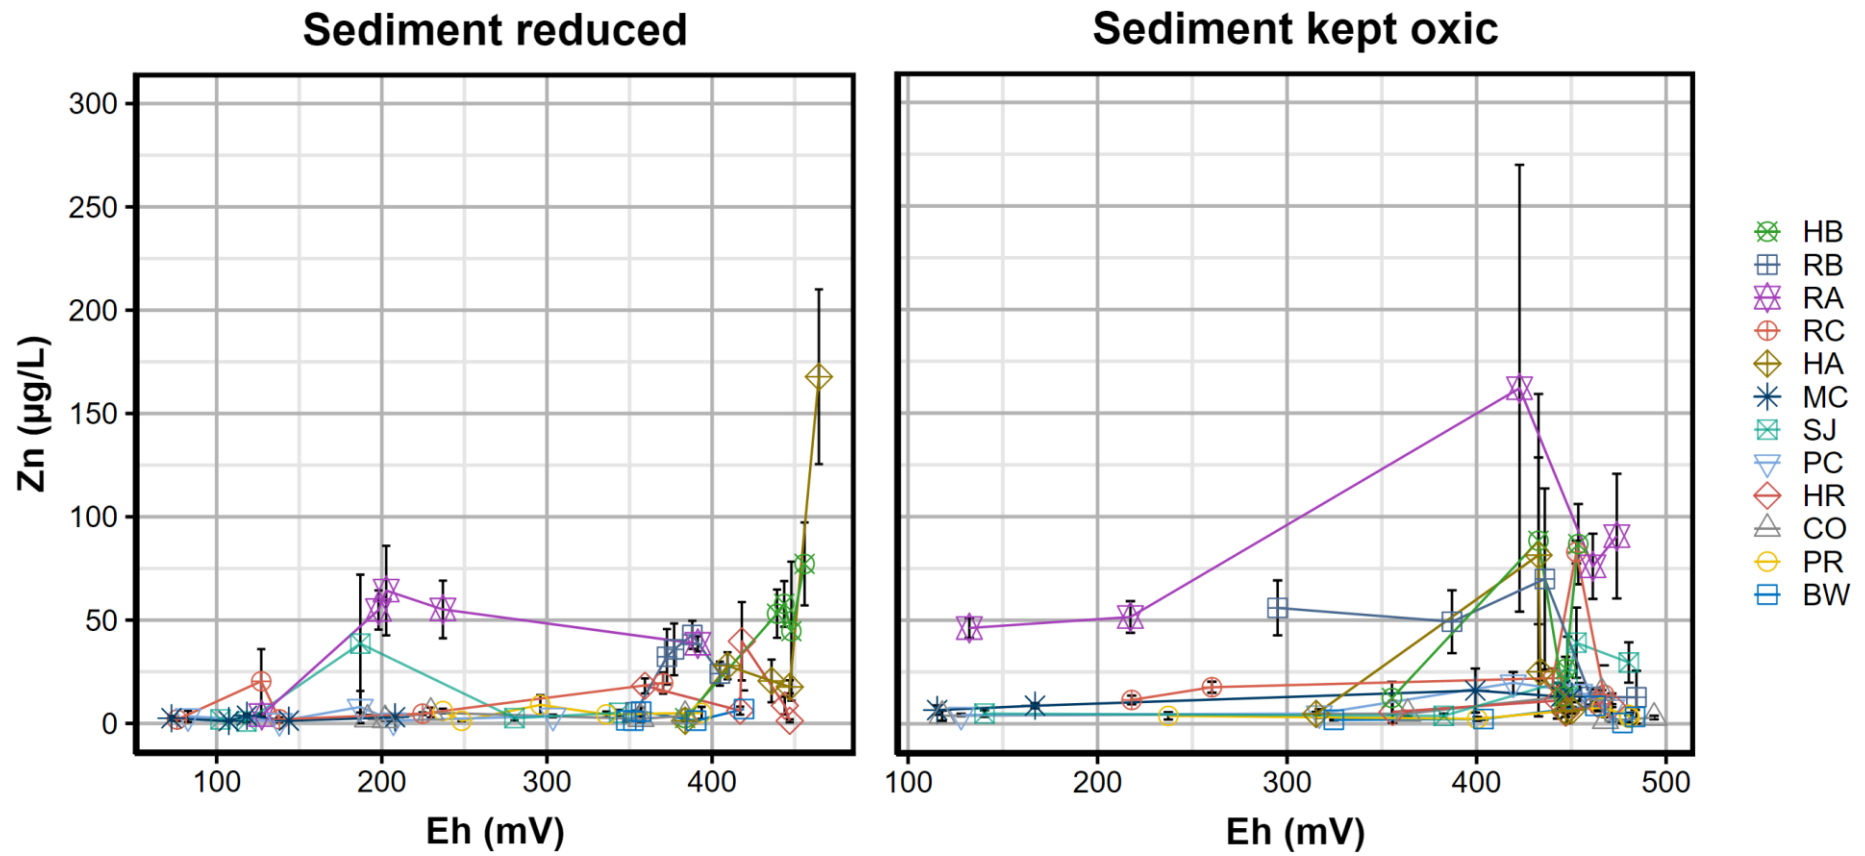 Sediment reduced
Sediment kept oxic
Zn (µg/L)
300
250
200
150
100
50
0
100 200 300 400
100 200 300 400 500
Eh (mV)
Eh (mV)
HB
RB
RA
RC
HA
MC
SJ
PC
HR
CO
PR
BW